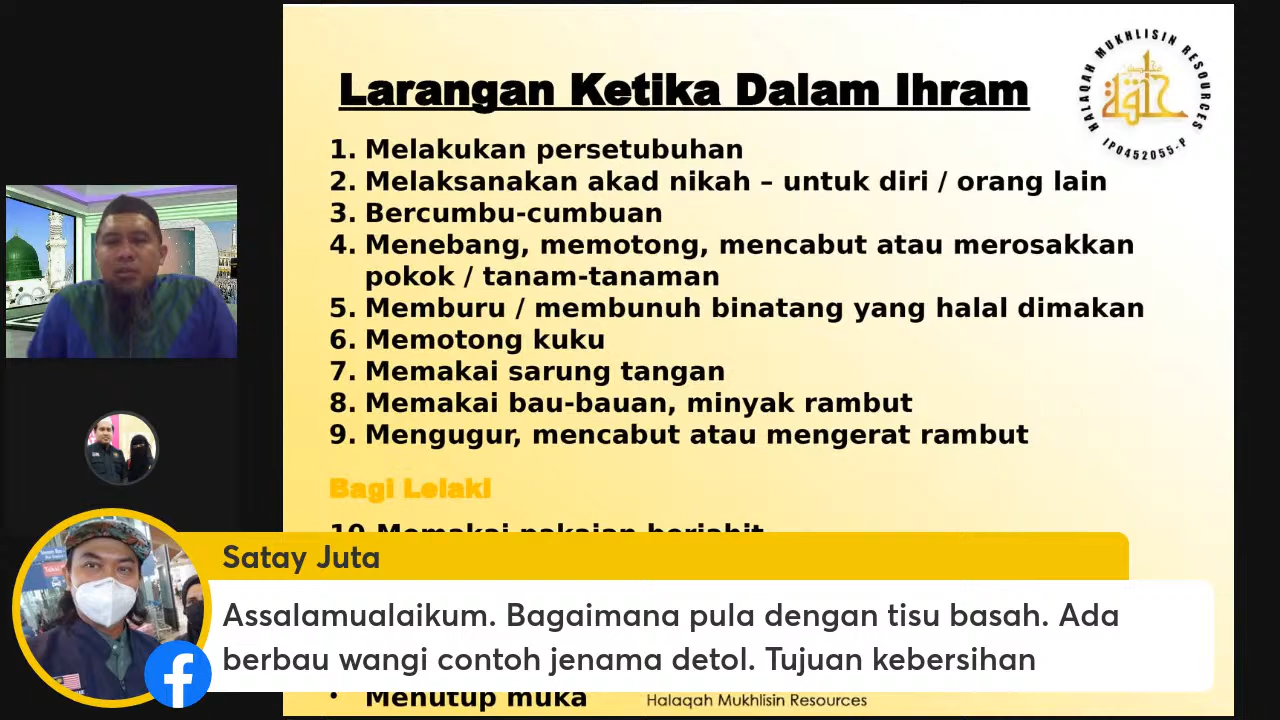 HALAQAH MUKHLISIN RESOURCES
IP0452055-P
Larangan Ketika Dalam Ihram
1. Melakukan persetubuhan
2. Melaksanakan akad nikah – untuk diri / orang lain
3. Bercumbu-cumbuan
4. Menebang, memotong, mencabut atau merosakkan
pokok / tanam-tanaman
5. Memburu / membunuh binatang yang halal dimakan
6. Memotong kuku
7. Memakai sarung tangan
8. Memakai bau-bauan, minyak rambut
9. Mengugur, mencabut atau mengerat rambut
Bagi Lelaki
10. Memakai pakaian berjahit
Satay Juta
Assalamualaikum. Bagaimana pula dengan tisu basah. Ada
berbau wangi contoh jenama detol. Tujuan kebersihan
• Menutup muka
Halaqah Mukhlisin Resources